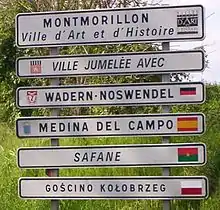 MONTMORILLON
Ville d'Art et d'Histoire
VILLE JUMELÉE AVEC
WADERN-NOSWENDEL
MEDINA DEL CAMPO
SAFANE
GOŚCINO KOŁOBRZEG